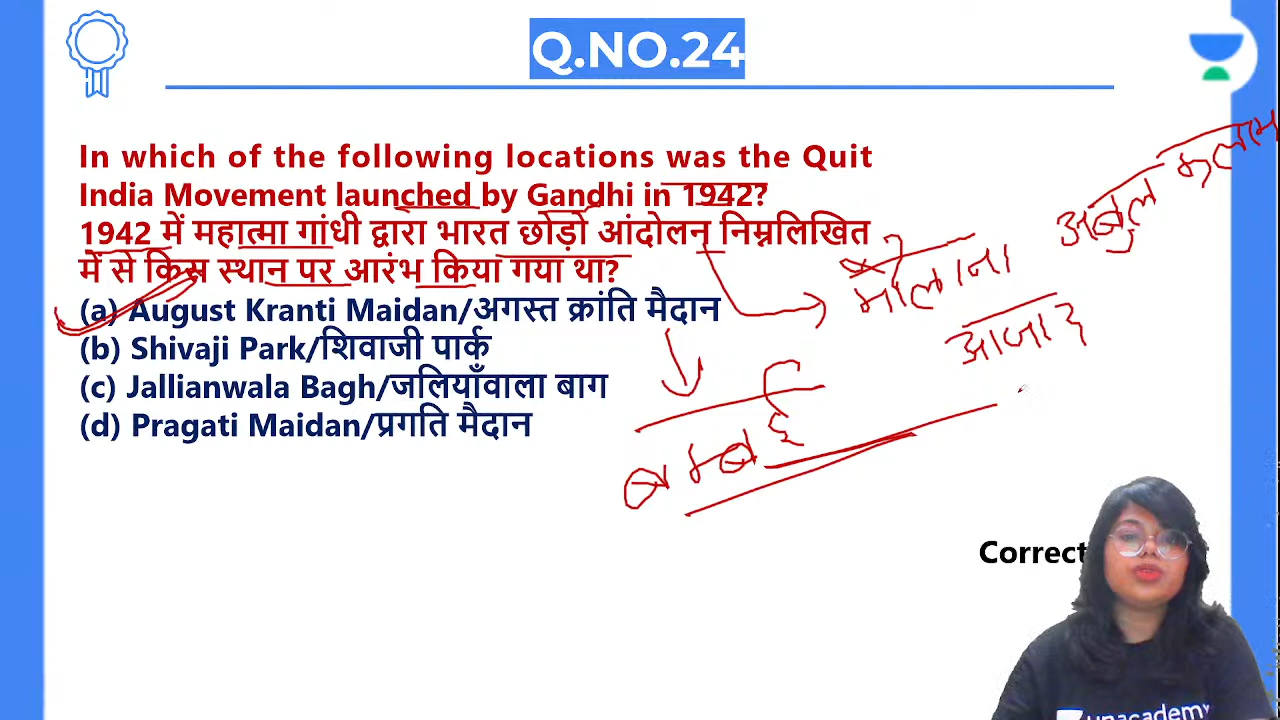 Q.NO.24
In which of the following locations was the Quit
India Movement launched by Gandhi in 1942?
1942 में महात्मा गांधी द्वारा भारत छोड़ो आंदोलन निम्नलिखित
में से किस स्थान पर आरंभ किया गया था?
(a) August Kranti Maidan/अगस्त क्रांति मैदान
(b) Shivaji Park/शिवाजी पार्क
(c) Jallianwala Bagh/जलियाँवाला बाग
(d) Pragati Maidan/प्रगति मैदान
मौलाना अबुल कलाम
आजाद
बम्बई
Correct
unacademy